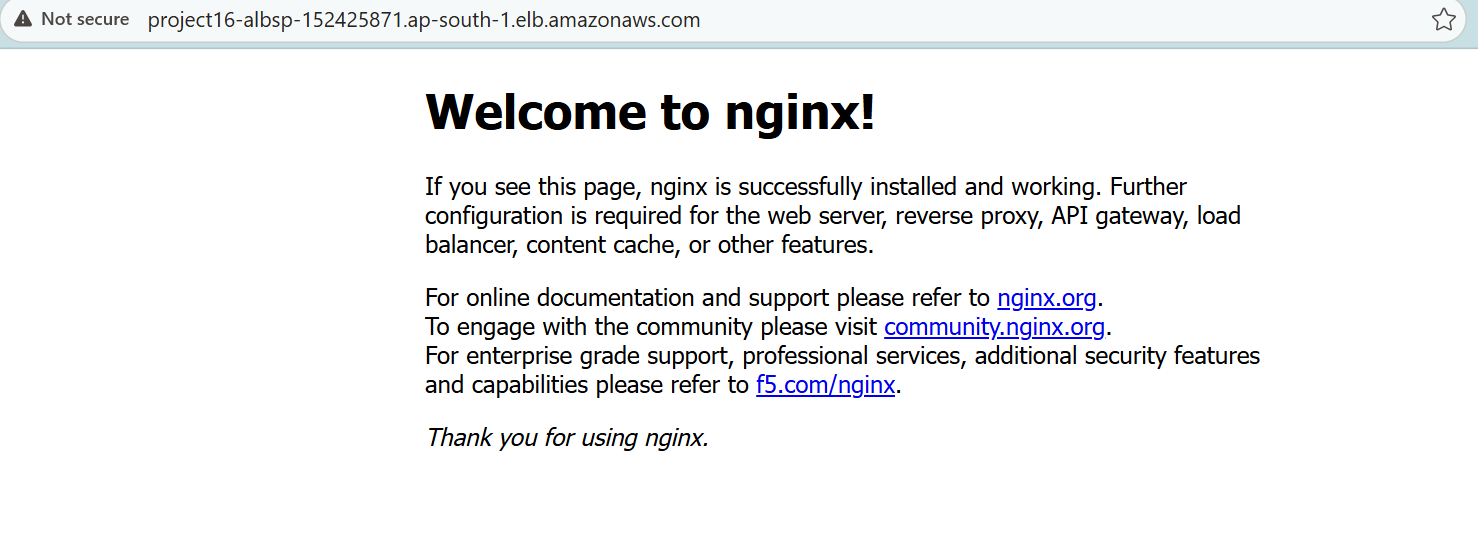 Not secure project16-albsp-152425871.ap-south-1.elb.amazonaws.com
Welcome to nginx!
If you see this page, nginx is successfully installed and working. Further
configuration is required for the web server, reverse proxy, API gateway, load
balancer, content cache, or other features.
For online documentation and support please refer to nginx.org.
To engage with the community please visit community.nginx.org.
For enterprise grade support, professional services, additional security features
and capabilities please refer to f5.com/nginx.
Thank you for using nginx.